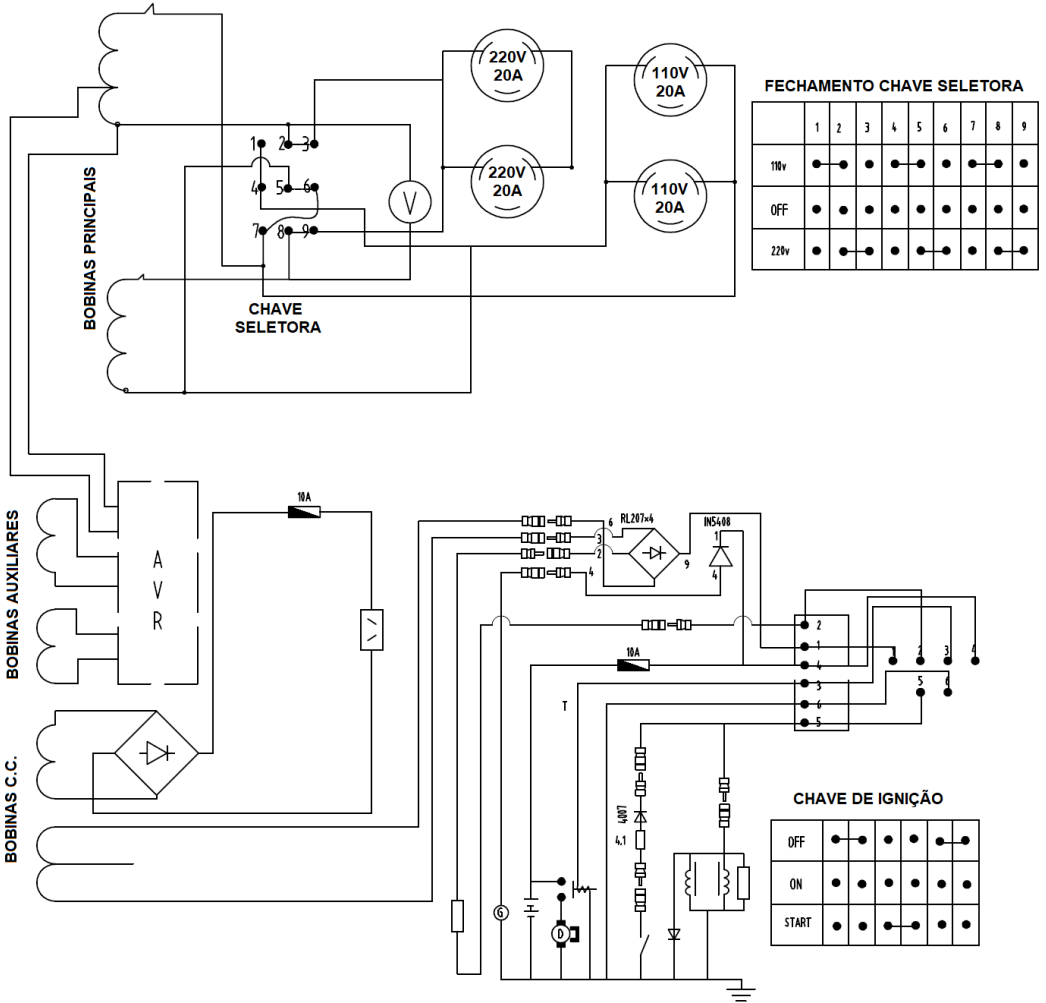 220V
20A
110V
20A
220V
20A
110V
20A
V
BOBINAS PRINCIPAIS
1 2 3
4 5 6
7 8 9
CHAVE
SELETORA
FECHAMENTO CHAVE SELETORA
1 2 3 4 5 6 7 8 9
110v
OFF
220v
BOBINAS AUXILIARES
A
V
R
10A
6
3
2
4
RL207×4
9
IN5408
1
4
BOBINAS C.C.
10A
T
2
1
4
3
6
5
1 2 3 4
5 6
4007
4.1
G
D
CHAVE DE IGNIÇÃO
OFF
ON
START